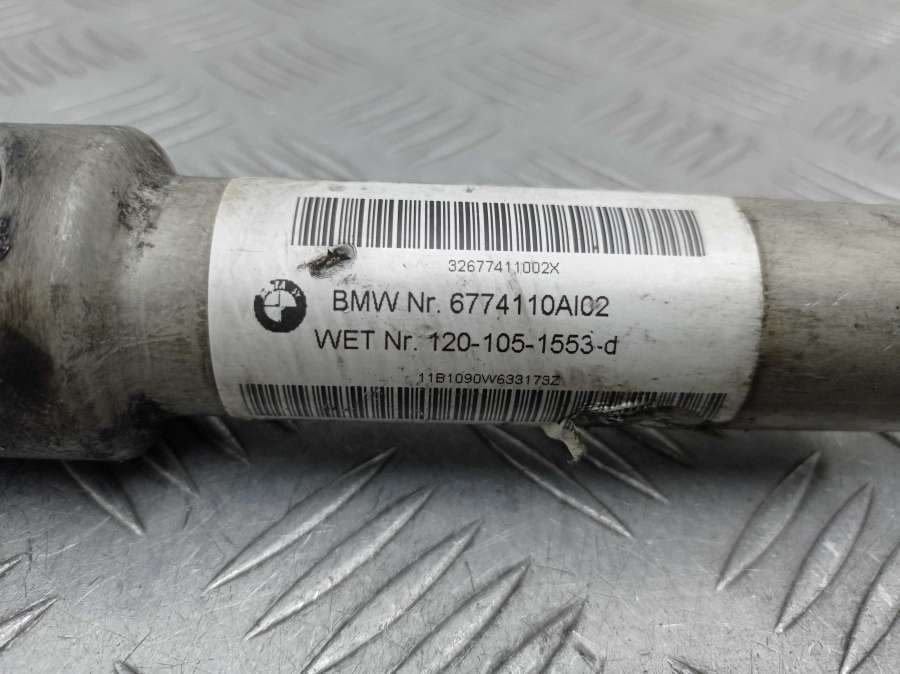 32677411002X
BMW Nr. 6774110AI02
WET Nr. 120-105-1553-d
11B1090W633173Z